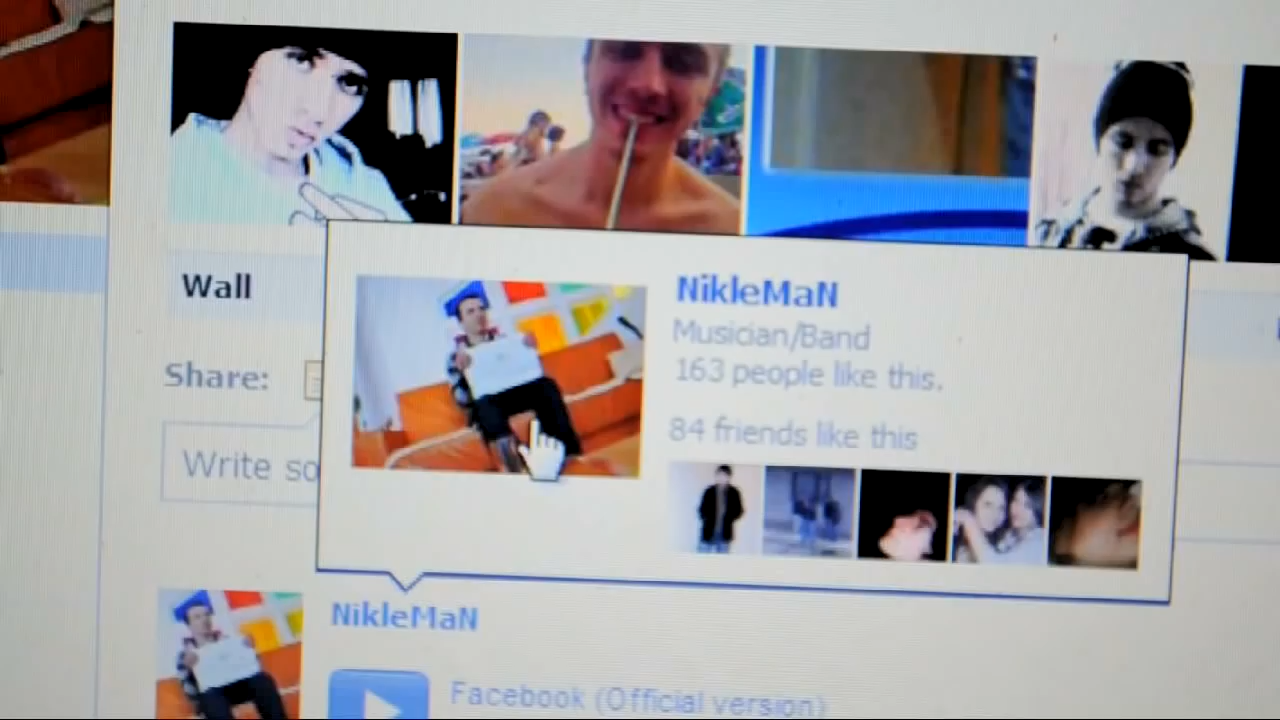 Wall
NikleMaN
Musician/Band
163 people like this.
Share:
84 friends like this
Write so
NikleMaN
Facebook (Official version)